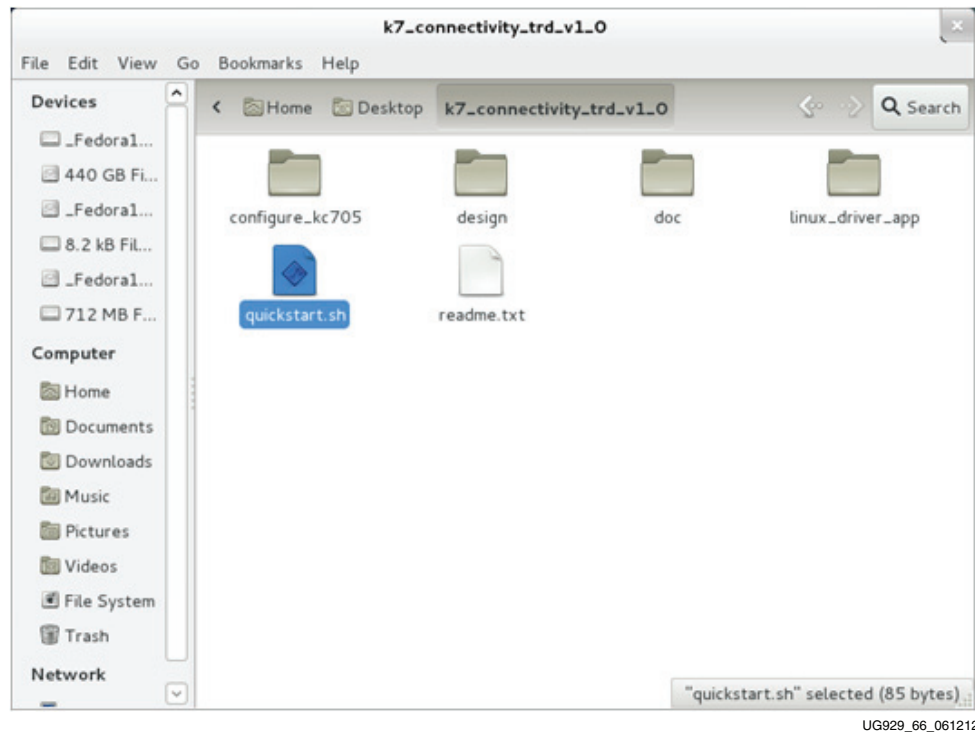 k7_connectivity_trd_v1_0
File Edit View Go Bookmarks Help
Devices
_Fedora1...
440 GB Fi...
_Fedora1...
8.2 kB Fil...
_Fedora1...
712 MB F...
Computer
Home
Documents
Downloads
Music
Pictures
Videos
File System
Trash
Network
Home Desktop k7_connectivity_trd_v1_0 Search
configure_kc705 design doc linux_driver_app
quickstart.sh readme.txt
"quickstart.sh" selected (85 bytes)
UG929_66_061212